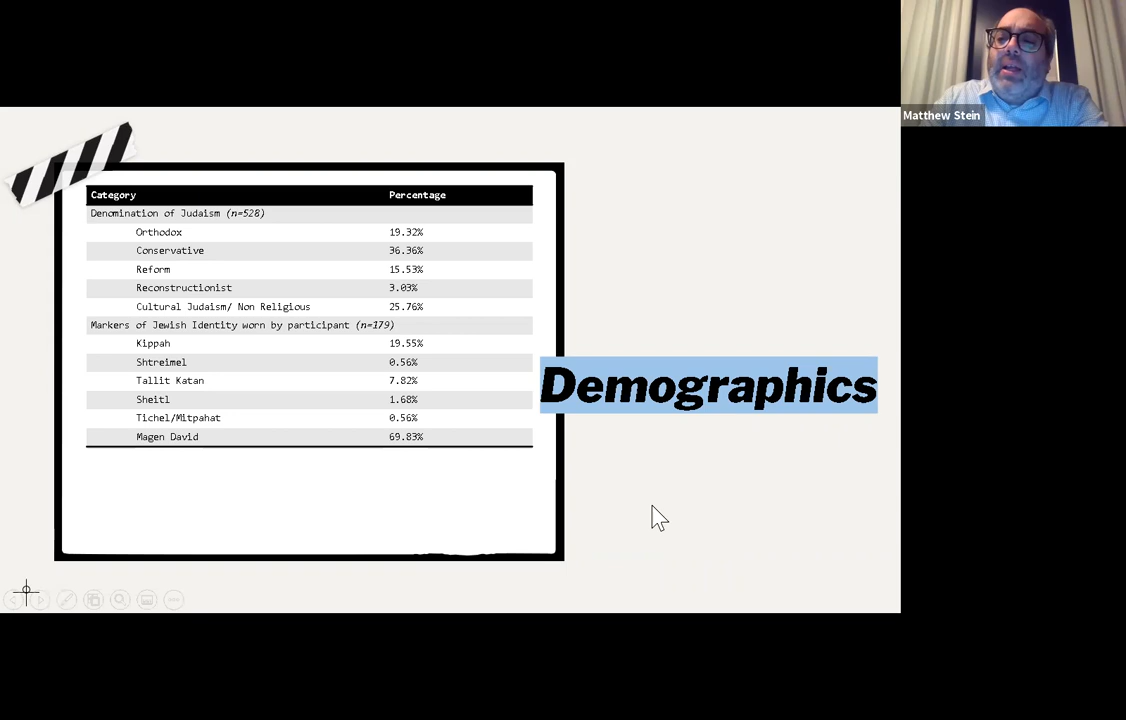 Matthew Stein
Category Percentage
Denomination of Judaism (n=528)
Orthodox 19.32%
Conservative 36.36%
Reform 15.53%
Reconstructionist 3.03%
Cultural Judaism/ Non Religious 25.76%
Markers of Jewish Identity worn by participant (n=179)
Kippah 19.55%
Shtreimel 0.56%
Tallit Katan 7.82%
Sheitl 1.68%
Tichel/Mitpahat 0.56%
Magen David 69.83%
Demographics